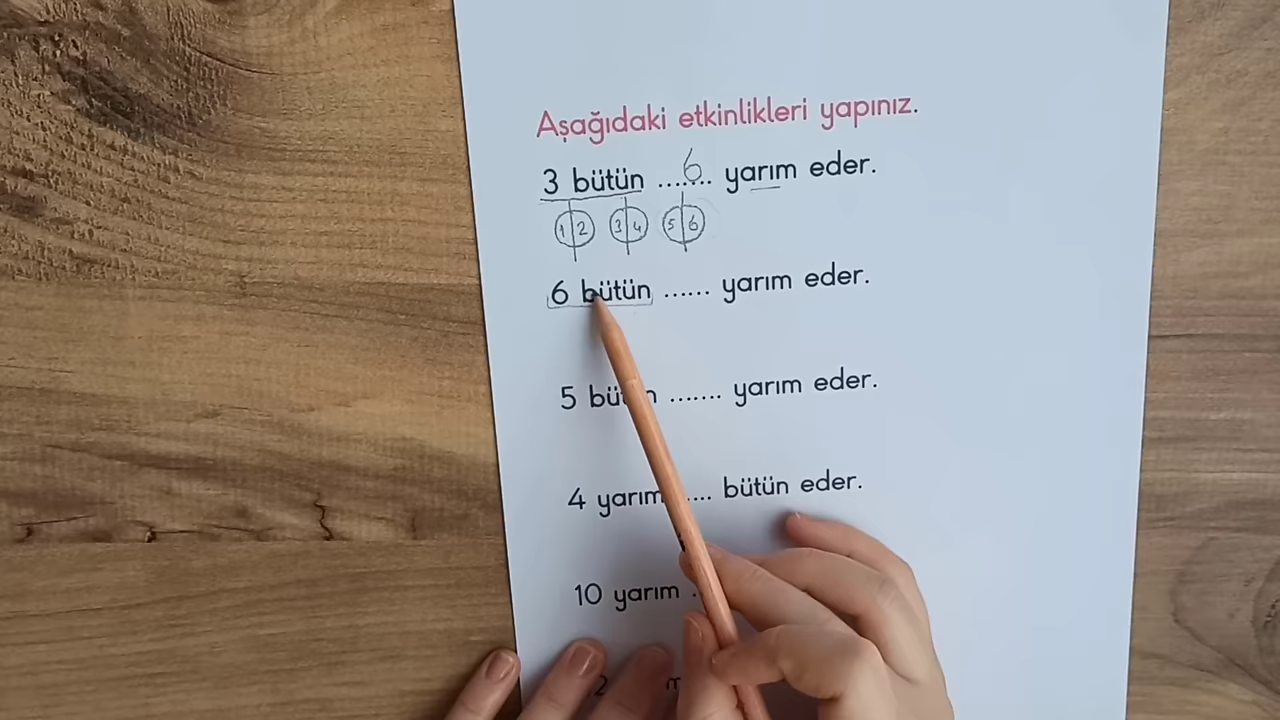 Aşağıdaki etkinlikleri yapınız.
3 bütün ...6... yarım eder.
1 2 3 4 5 6
6 bütün ...... yarım eder.
5 bütün ....... yarım eder.
4 yarım .... bütün eder.
10 yarım .